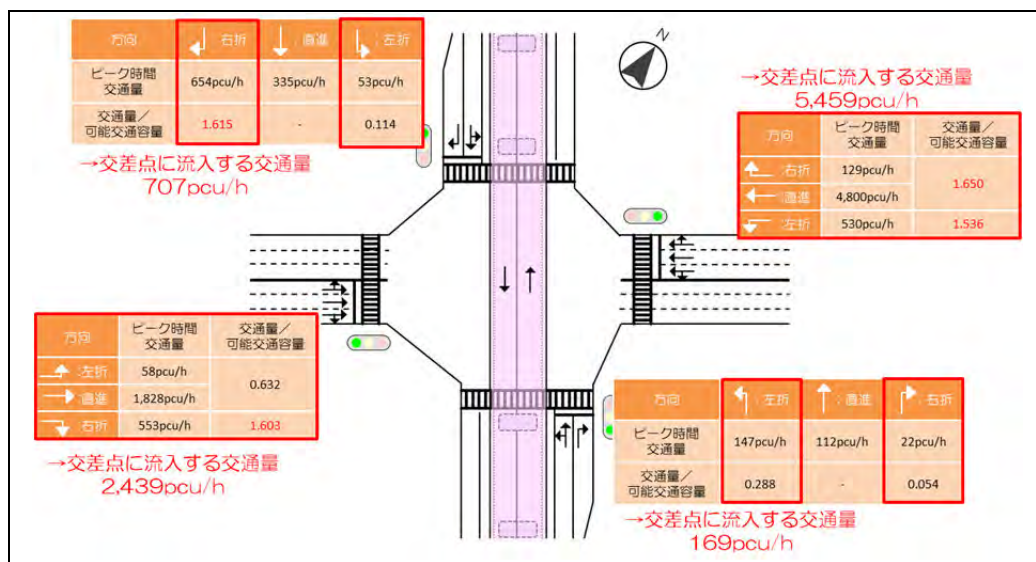 方向 :右折 :直進 :左折
ピーク時間
交通量 654pcu/h 335pcu/h 53pcu/h
交通量/
可能交通容量 1.615 - 0.114
→交差点に流入する交通量
707pcu/h
N
→交差点に流入する交通量
5,459pcu/h
方向 ピーク時間
交通量 交通量/
可能交通容量
:右折 129pcu/h 1.650
:直進 4,800pcu/h
:左折 530pcu/h 1.536
方向 ピーク時間
交通量 交通量/
可能交通容量
:左折 58pcu/h 0.632
:直進 1,828pcu/h
:右折 553pcu/h 1.603
→交差点に流入する交通量
2,439pcu/h
方向 :左折 :直進 :右折
ピーク時間
交通量 147pcu/h 112pcu/h 22pcu/h
交通量/
可能交通容量 0.288 - 0.054
→交差点に流入する交通量
169pcu/h